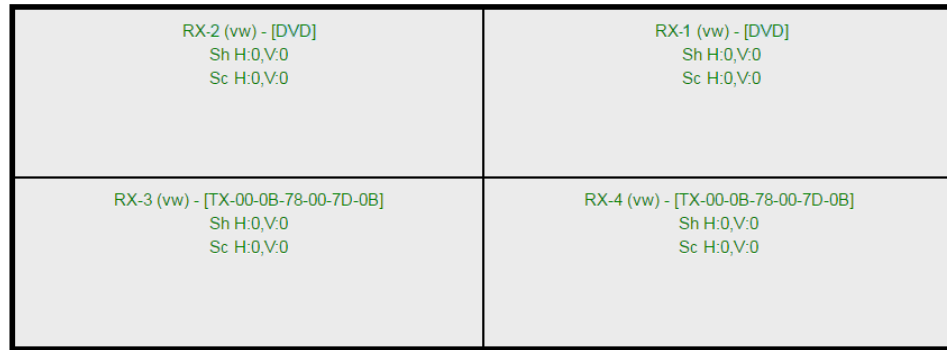 RX-2 (vw) - [DVD]
Sh H:0,V:0
Sc H:0,V:0
RX-1 (vw) - [DVD]
Sh H:0,V:0
Sc H:0,V:0
RX-3 (vw) - [TX-00-0B-78-00-7D-0B]
Sh H:0,V:0
Sc H:0,V:0
RX-4 (vw) - [TX-00-0B-78-00-7D-0B]
Sh H:0,V:0
Sc H:0,V:0